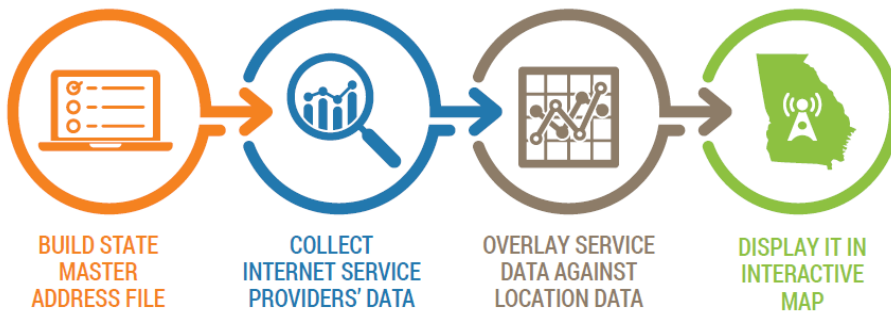 BUILD STATE
MASTER
ADDRESS FILE
COLLECT
INTERNET SERVICE
PROVIDERS' DATA
OVERLAY SERVICE
DATA AGAINST
LOCATION DATA
DISPLAY IT IN
INTERACTIVE
MAP